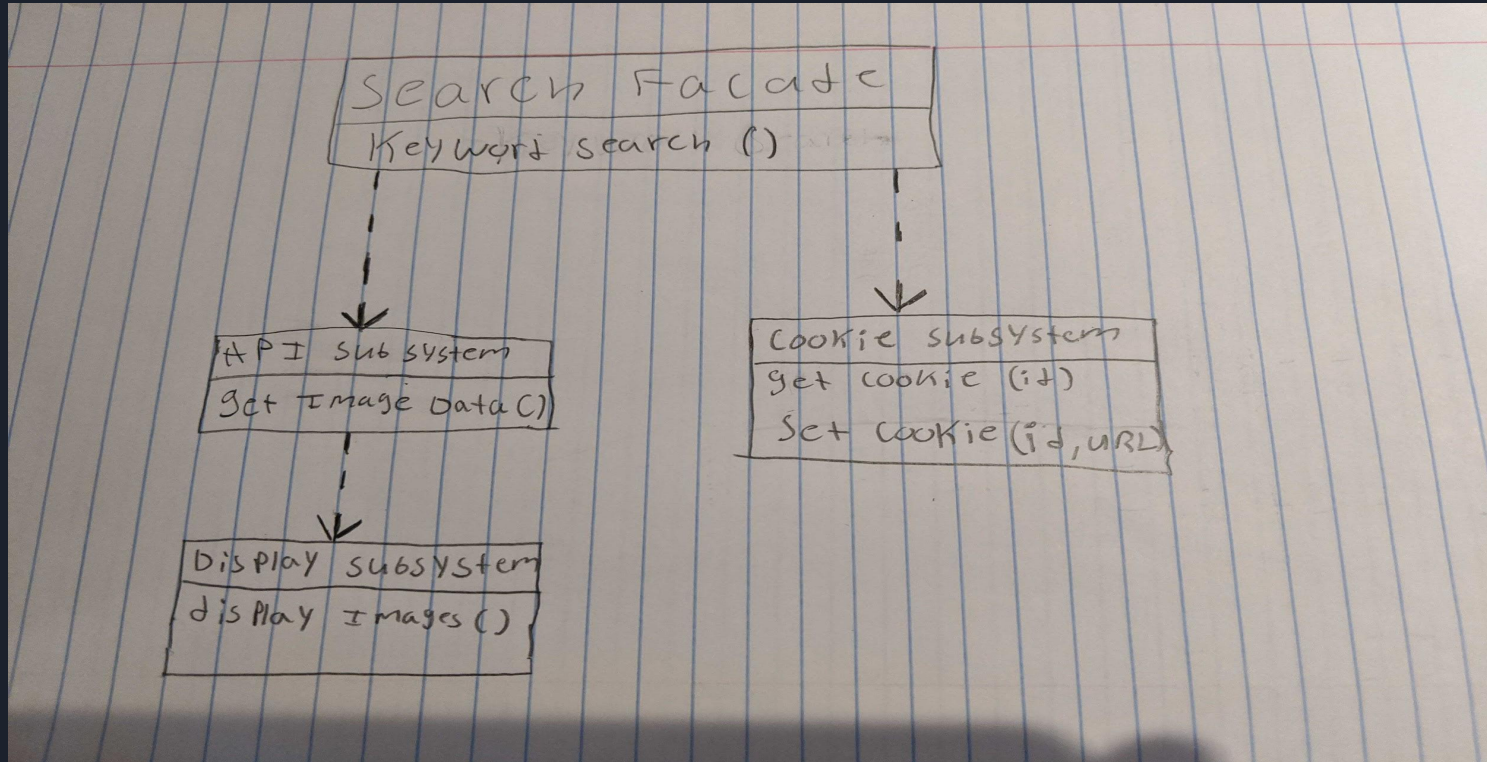 Search Facade
Keyword search ()
API subsystem
get Image Data ()
Cookie subsystem
get cookie (id)
Set cookie (id, URL)
Display subsystem
display Images ()